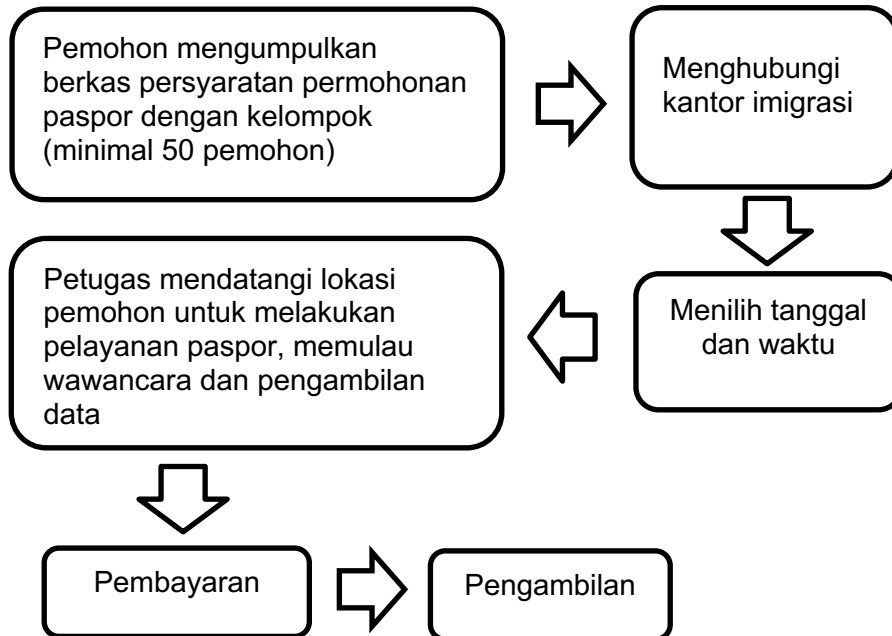 Pemohon mengumpulkan
berkas persyaratan permohonan
paspor dengan kelompok
(minimal 50 pemohon)
Menghubungi
kantor imigrasi
Menilih tanggal
dan waktu
Petugas mendatangi lokasi
pemohon untuk melakukan
pelayanan paspor, memulau
wawancara dan pengambilan
data
Pembayaran
Pengambilan